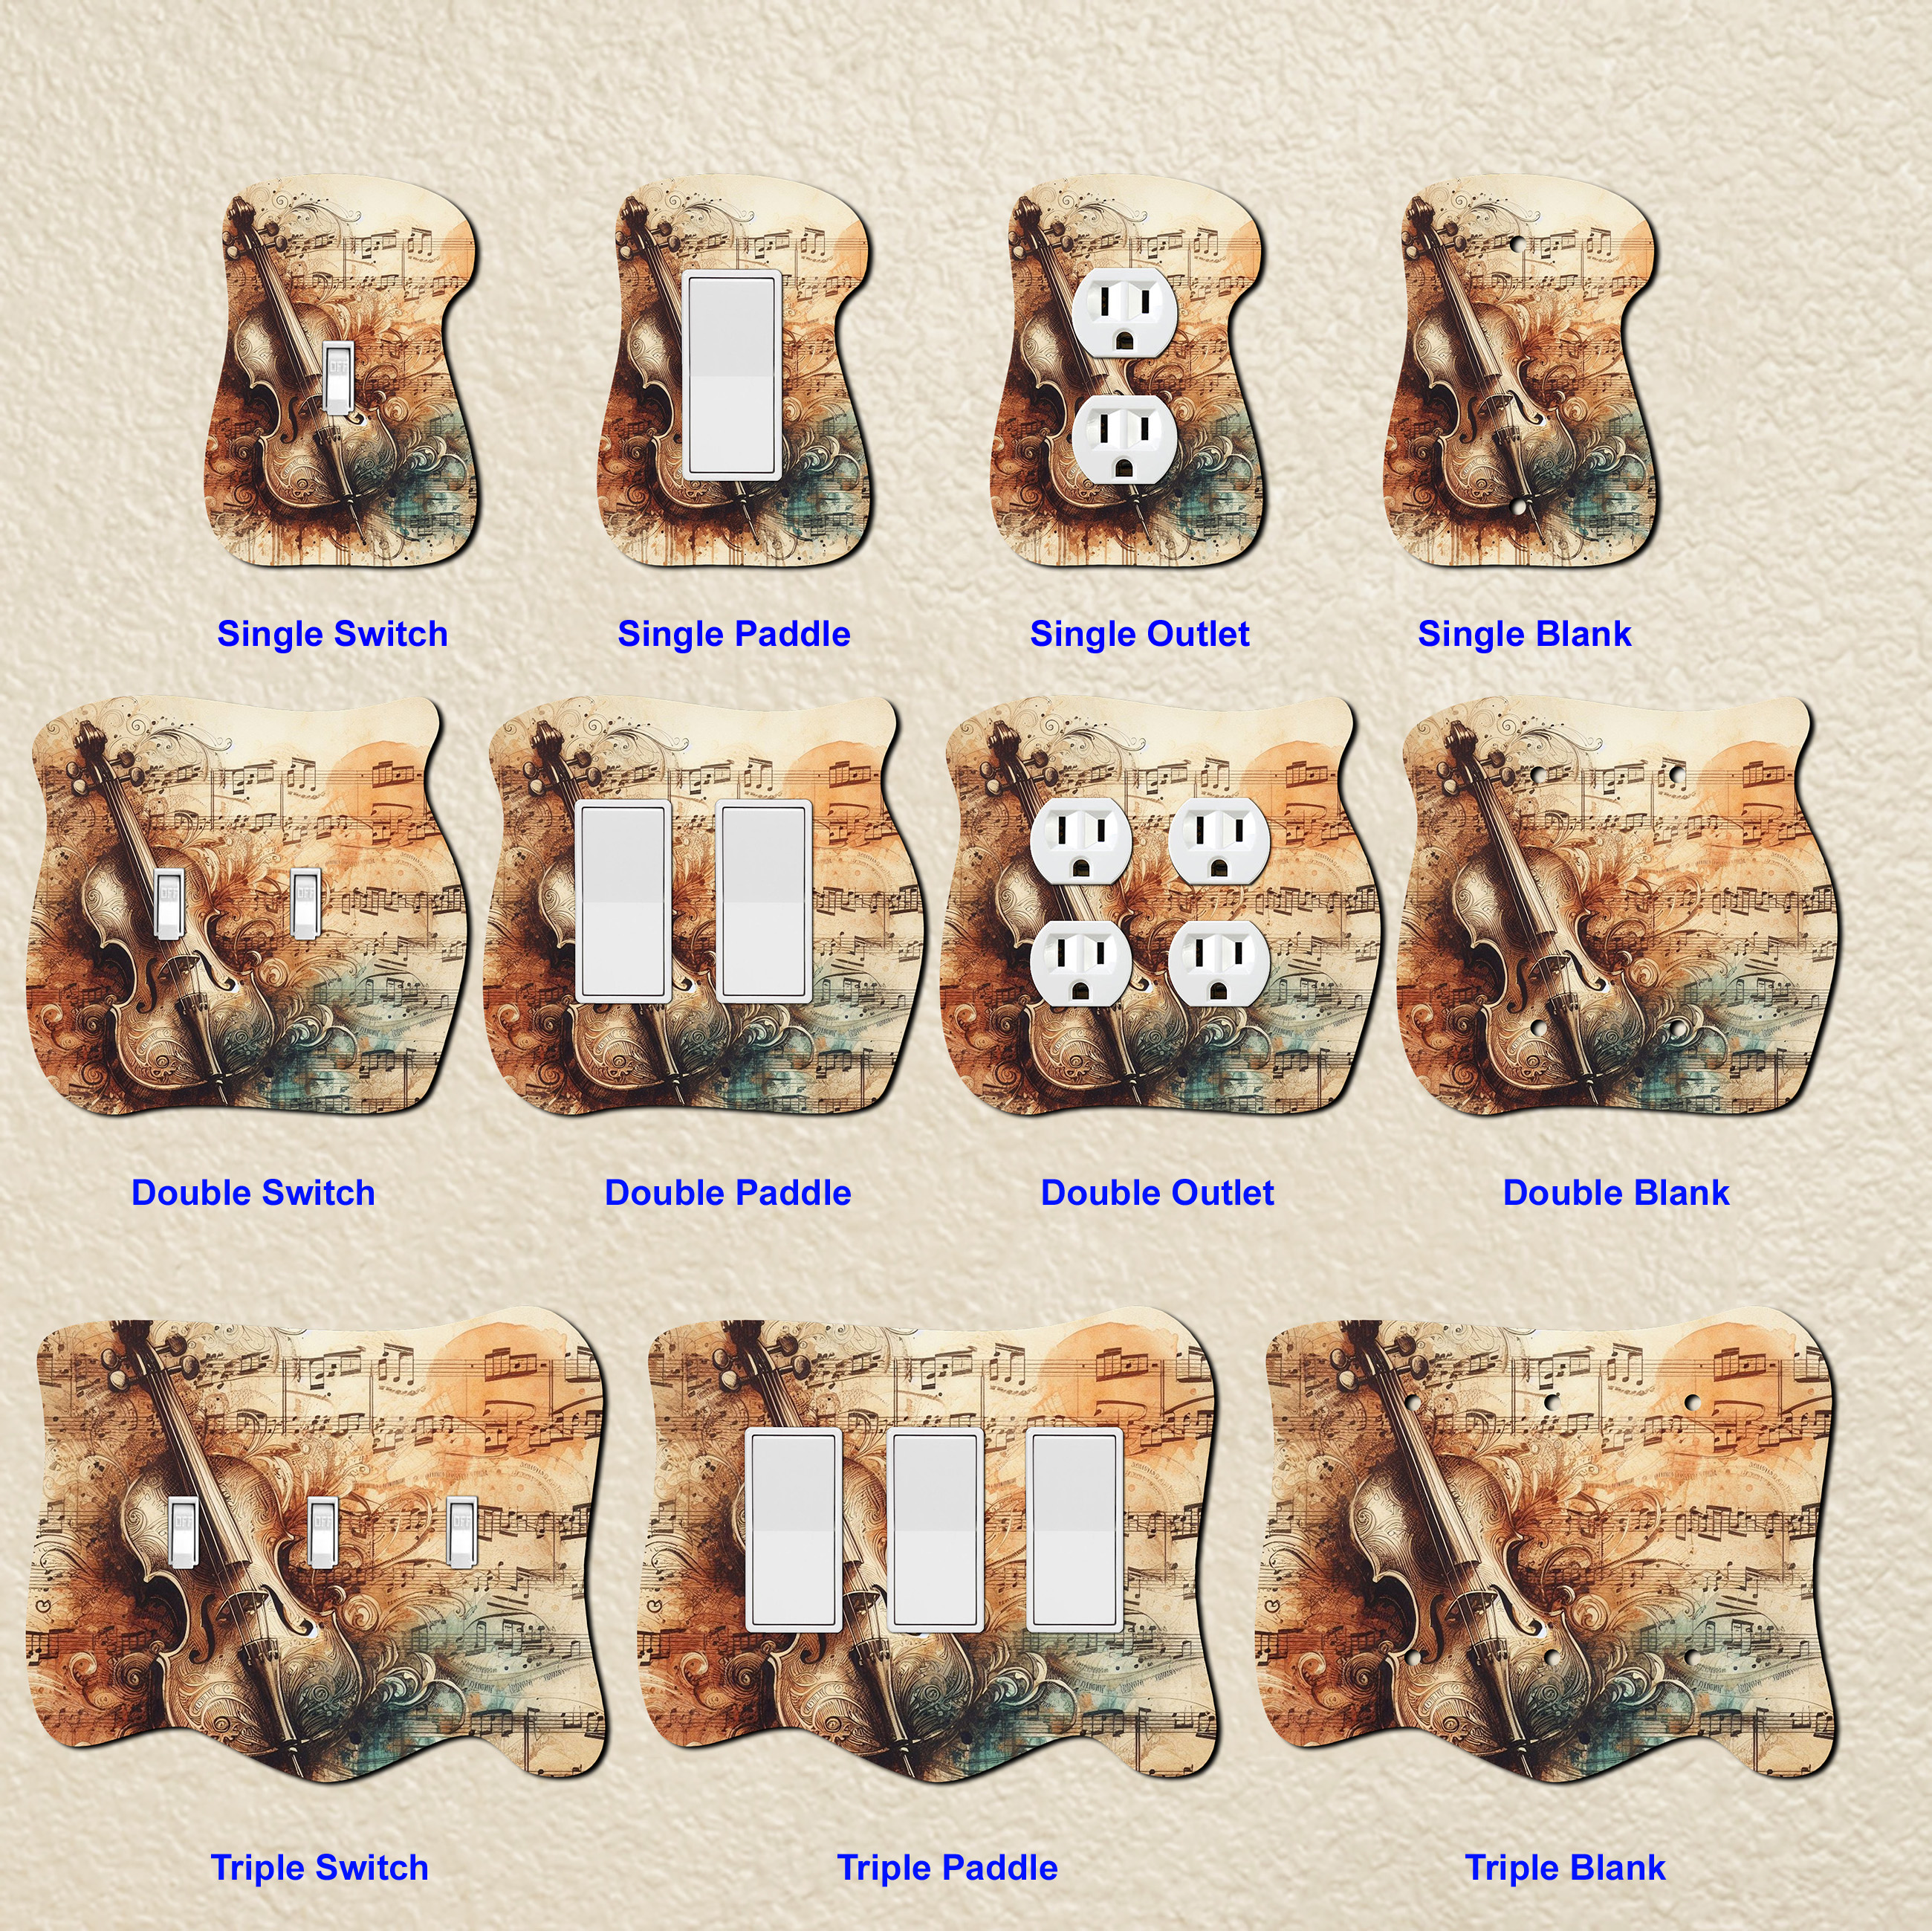 Single Switch
Single Paddle
Single Outlet
Single Blank
Double Switch
Double Paddle
Double Outlet
Double Blank
Triple Switch
Triple Paddle
Triple Blank